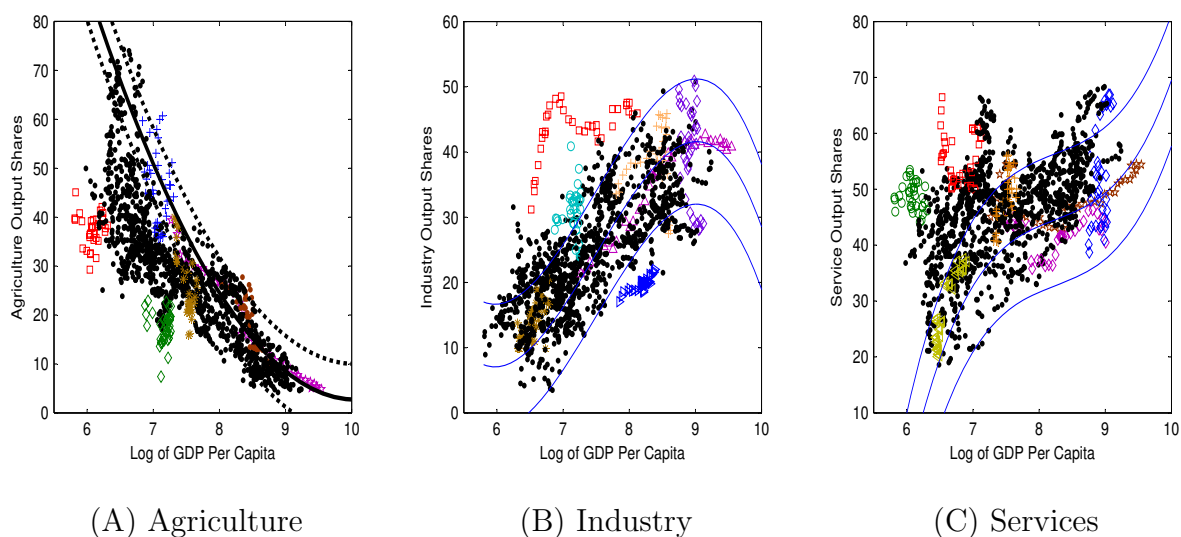 80
70
60
50
40
30
20
10
0
6 7 8 9 10
Agriculture Output Shares
Log of GDP Per Capita
(A) Agriculture
60
50
40
30
20
10
0
6 7 8 9 10
Industry Output Shares
Log of GDP Per Capita
(B) Industry
80
70
60
50
40
30
20
10
6 7 8 9 10
Service Output Shares
Log of GDP Per Capita
(C) Services